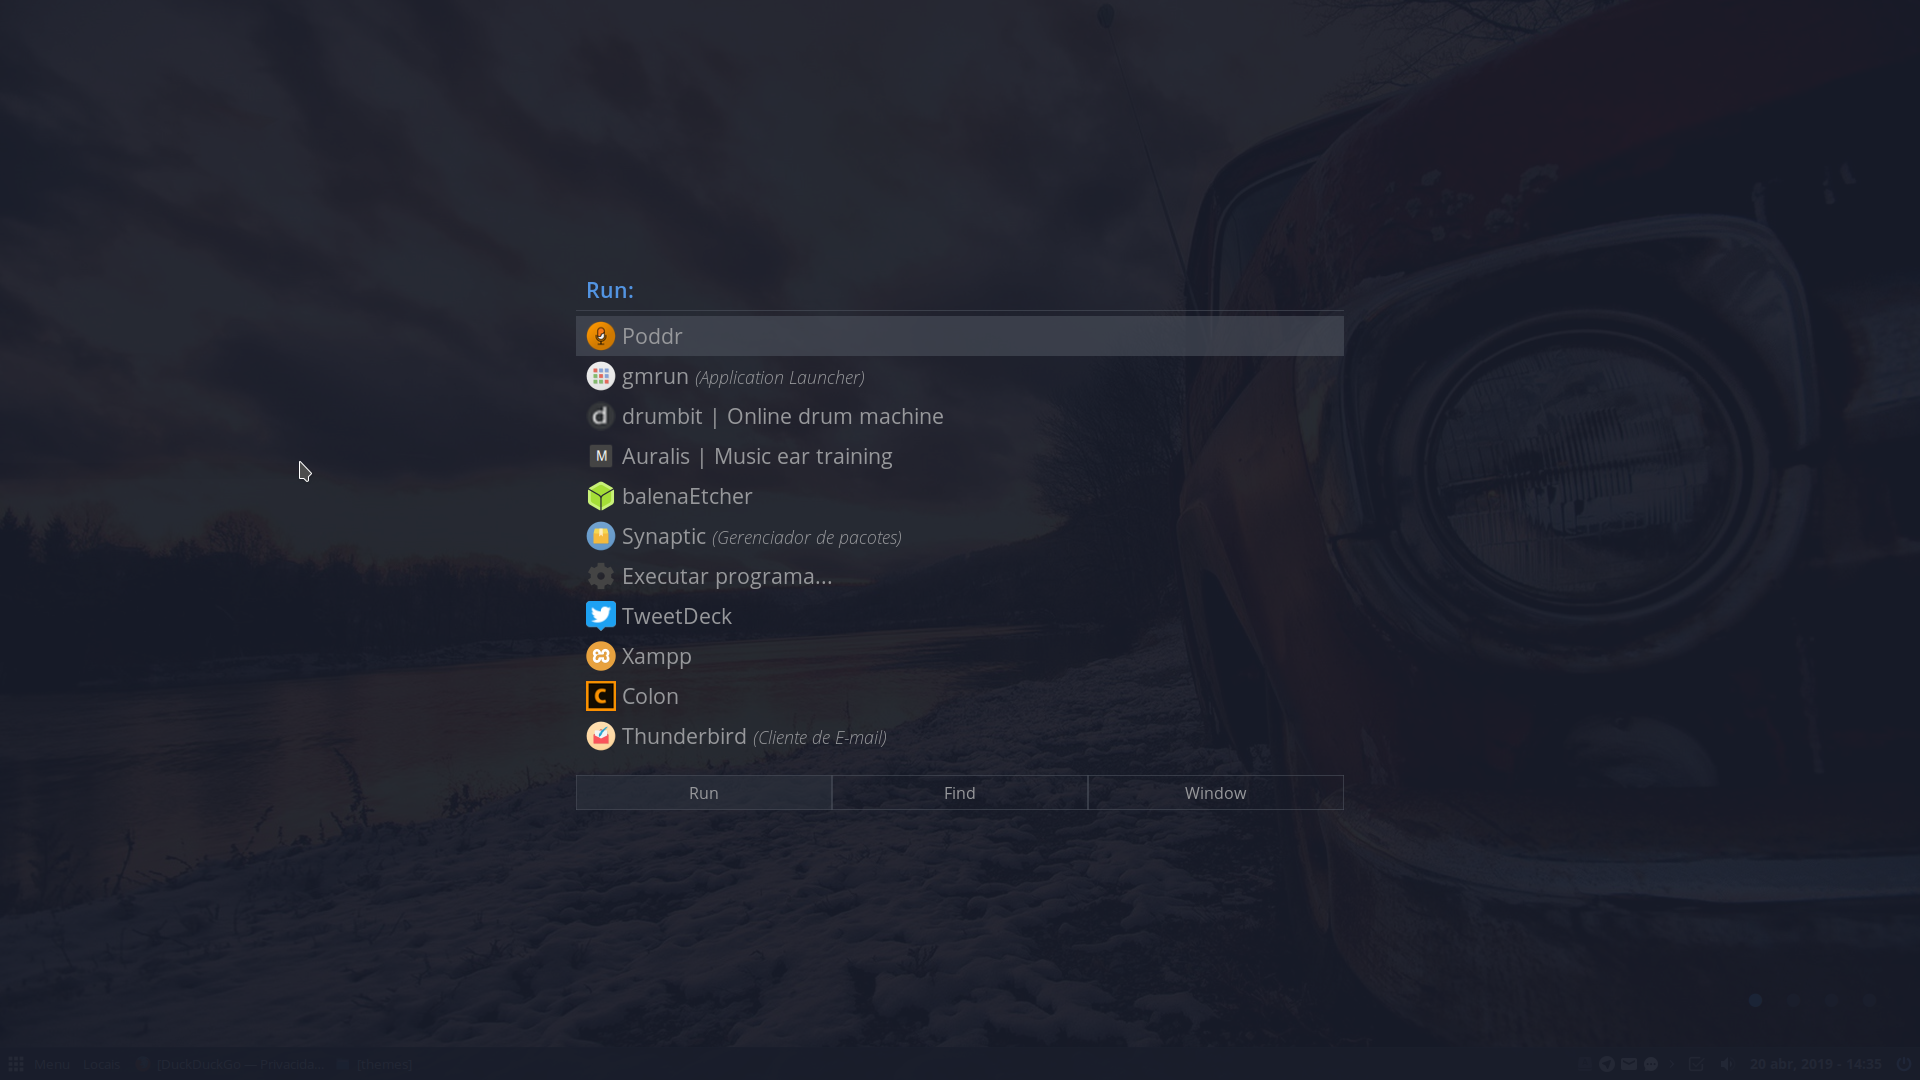 Run:
Poddr
gmrun (Application Launcher)
d drumbit | Online drum machine
M Auralis | Music ear training
balenaEtcher
Synaptic (Gerenciador de pacotes)
Executar programa...
TweetDeck
Xampp
C Colon
Thunderbird (Cliente de E-mail)
Run Find Window
Menu Locais [DuckDuckGo — Privacida... [themes] 20 abr, 2019 - 14:35